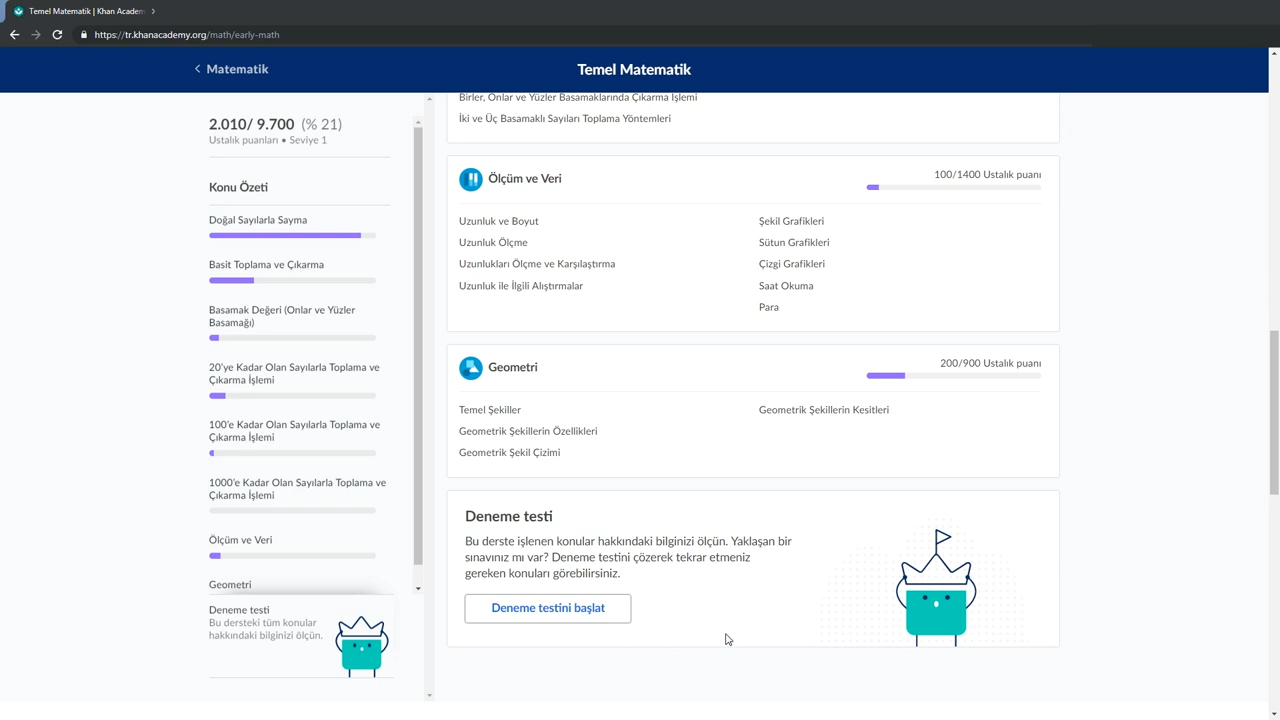 Temel Matematik | Khan Academ
https://tr.khanacademy.org/math/early-math
Matematik
Temel Matematik
2.010/ 9.700 (% 21)
Ustalık puanları • Seviye 1
Konu Özeti
Doğal Sayılarla Sayma
Basit Toplama ve Çıkarma
Basamak Değeri (Onlar ve Yüzler
Basamağı)
20'ye Kadar Olan Sayılarla Toplama ve
Çıkarma İşlemi
100'e Kadar Olan Sayılarla Toplama ve
Çıkarma İşlemi
1000'e Kadar Olan Sayılarla Toplama ve
Çıkarma İşlemi
Ölçüm ve Veri
Geometri
Deneme testi
Bu dersteki tüm konular
hakkındaki bilginizi ölçün.
Birler, Onlar ve Yüzler Basamaklarında Çıkarma İşlemi
İki ve Üç Basamaklı Sayıları Toplama Yöntemleri
Ölçüm ve Veri
100/1400 Ustalık puanı
Uzunluk ve Boyut
Uzunluk Ölçme
Uzunlukları Ölçme ve Karşılaştırma
Uzunluk ile İlgili Alıştırmalar
Şekil Grafikleri
Sütun Grafikleri
Çizgi Grafikleri
Saat Okuma
Para
Geometri
200/900 Ustalık puanı
Temel Şekiller
Geometrik Şekillerin Özellikleri
Geometrik Şekil Çizimi
Geometrik Şekillerin Kesitleri
Deneme testi
Bu derste işlenen konular hakkındaki bilginizi ölçün. Yaklaşan bir
sınavınız mı var? Deneme testini çözerek tekrar etmeniz
gereken konuları görebilirsiniz.
Deneme testini başlat